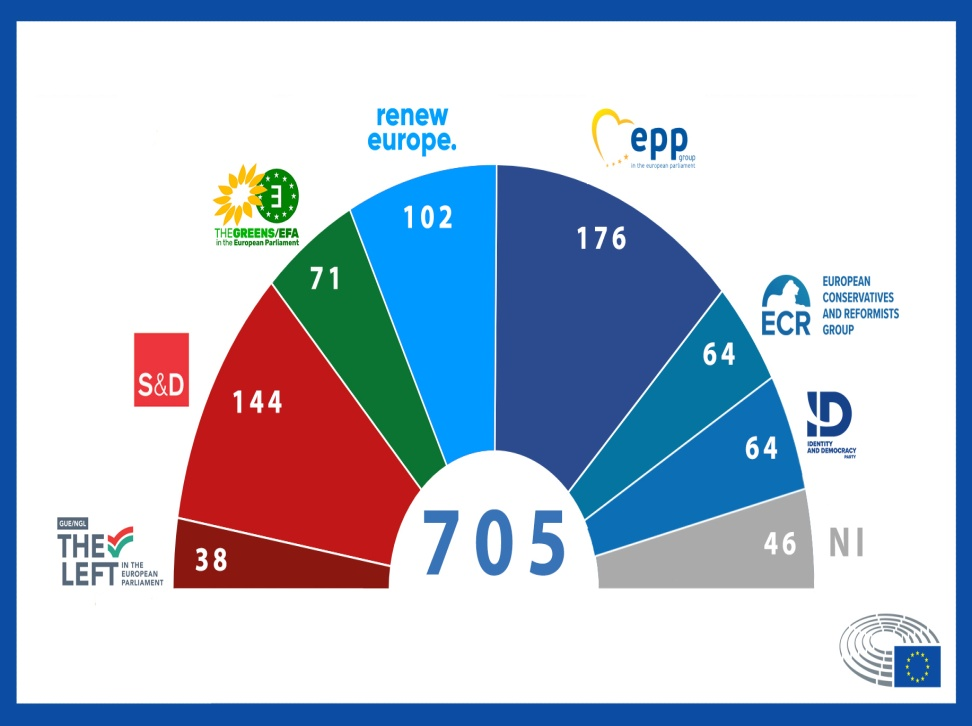 renew
europe.
epp
group
in the european parliament
THEGREENS/EFA
in the European Parliament
102
176
71
EUROPEAN
CONSERVATIVES
AND REFORMISTS
GROUP
ECR
64
S&D
144
ID
IDENTITY
AND DEMOCRACY
PARTY
64
GUE/NGL
THE
LEFT
IN THE
EUROPEAN
PARLIAMENT
38
705
46
NI